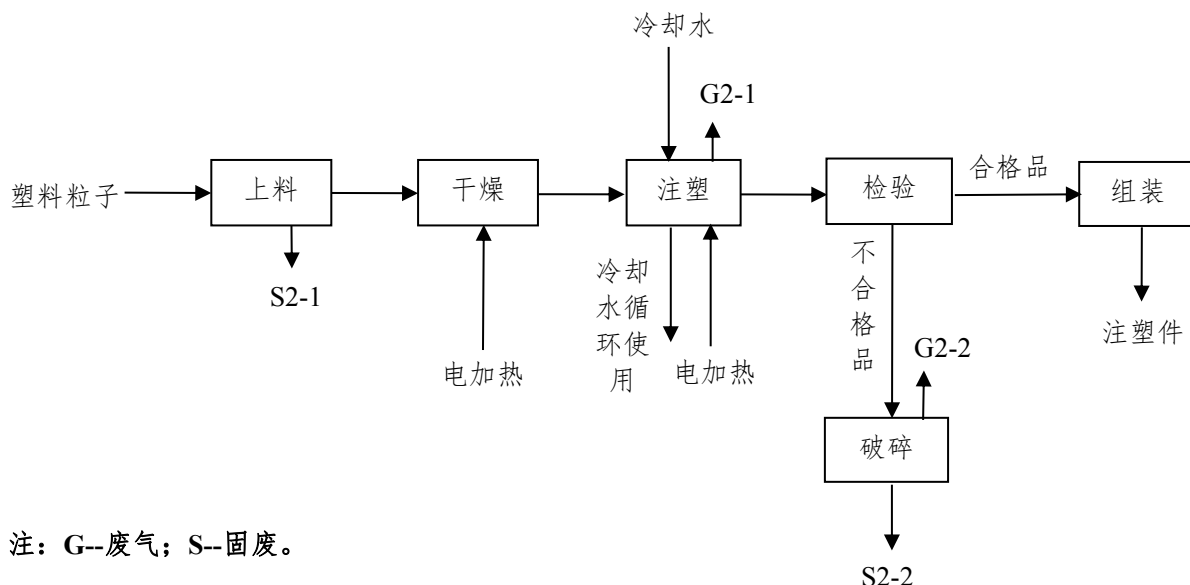 冷却水
G2-1
塑料粒子
上料
干燥
注塑
检验
合格品
组装
S2-1
电加热
冷却
水循
环使
用
电加热
不
合
格
品
G2-2
注塑件
破碎
S2-2
注：G--废气；S--固废。